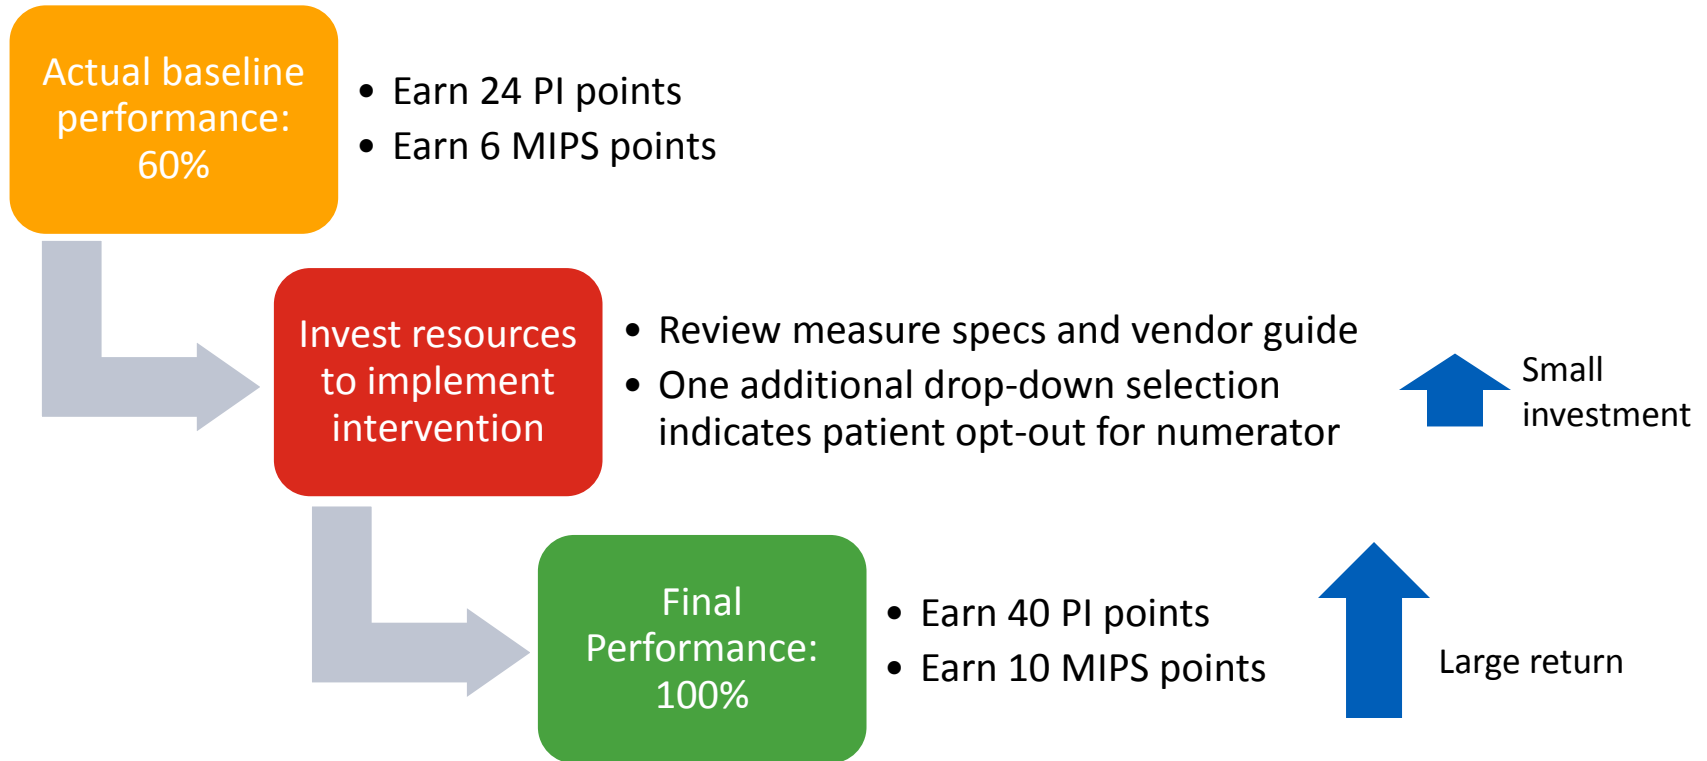 Actual baseline
performance:
60%
• Earn 24 PI points
• Earn 6 MIPS points
Invest resources
to implement
intervention
• Review measure specs and vendor guide
• One additional drop-down selection
indicates patient opt-out for numerator
Small
investment
Final
Performance:
100%
• Earn 40 PI points
• Earn 10 MIPS points
Large return